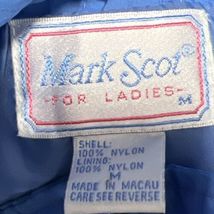 Mark Scot
-FOR LADIES-
M
SHELL:
100% NYLON
LINING:
100% NYLON
M
MADE IN MACAU
CARE SEE REVERSE